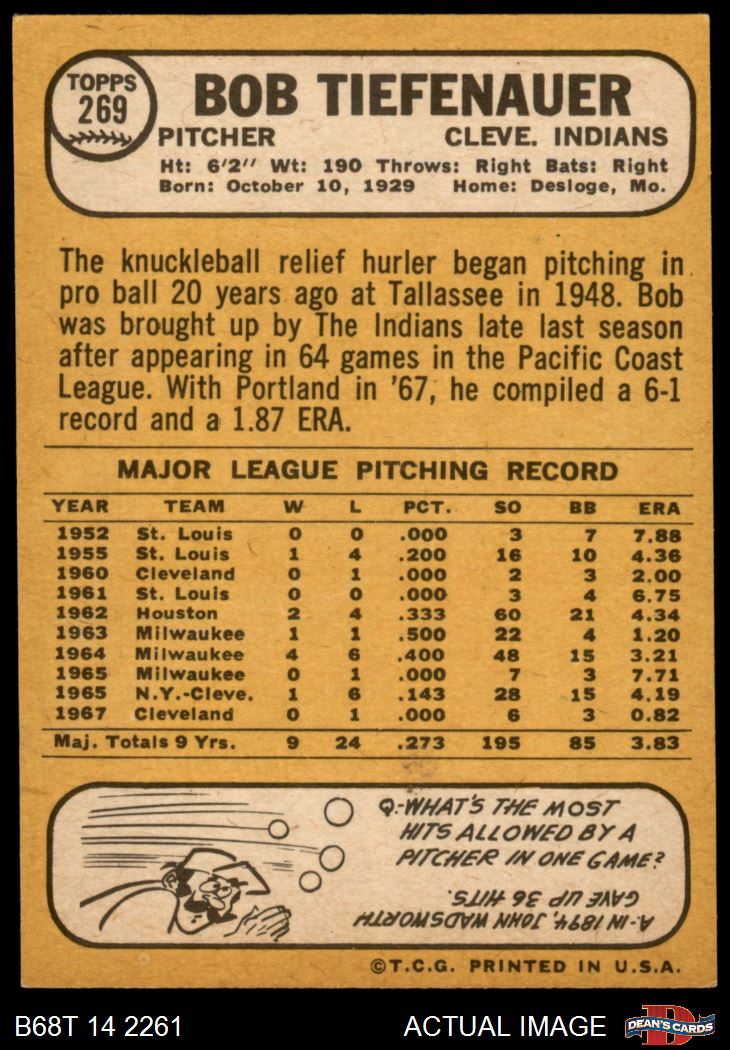 TOPPS
269
BOB TIEFENAUER
PITCHER CLEVE. INDIANS
Ht: 6'2" Wt: 190 Throws: Right Bats: Right
Born: October 10, 1929 Home: Desloge, Mo.
The knuckleball relief hurler began pitching in
pro ball 20 years ago at Tallassee in 1948. Bob
was brought up by The Indians late last season
after appearing in 64 games in the Pacific Coast
League. With Portland in '67, he compiled a 6-1
record and a 1.87 ERA.
MAJOR LEAGUE PITCHING RECORD
YEAR TEAM W L PCT. SO BB ERA
1952 St. Louis 0 0 .000 3 7 7.88
1955 St. Louis 1 4 .200 16 10 4.36
1960 Cleveland 0 1 .000 2 3 2.00
1961 St. Louis 0 0 .000 3 4 6.75
1962 Houston 2 4 .333 60 21 4.34
1963 Milwaukee 1 1 .500 22 4 1.20
1964 Milwaukee 4 6 .400 48 15 3.21
1965 Milwaukee 0 1 .000 7 3 7.71
1965 N.Y.-Cleve. 1 6 .143 28 15 4.19
1967 Cleveland 0 1 .000 6 3 0.82
Maj. Totals 9 Yrs. 9 24 .273 195 85 3.83
Q-WHAT'S THE MOST
HITS ALLOWED BY A
PITCHER IN ONE GAME?
A-IN 1894, JOHN WADSWORTH
GAVE UP 36 HITS.
©T.C.G. PRINTED IN U.S.A.
B68T 14 2261 ACTUAL IMAGE
D
DEAN'S CARDS